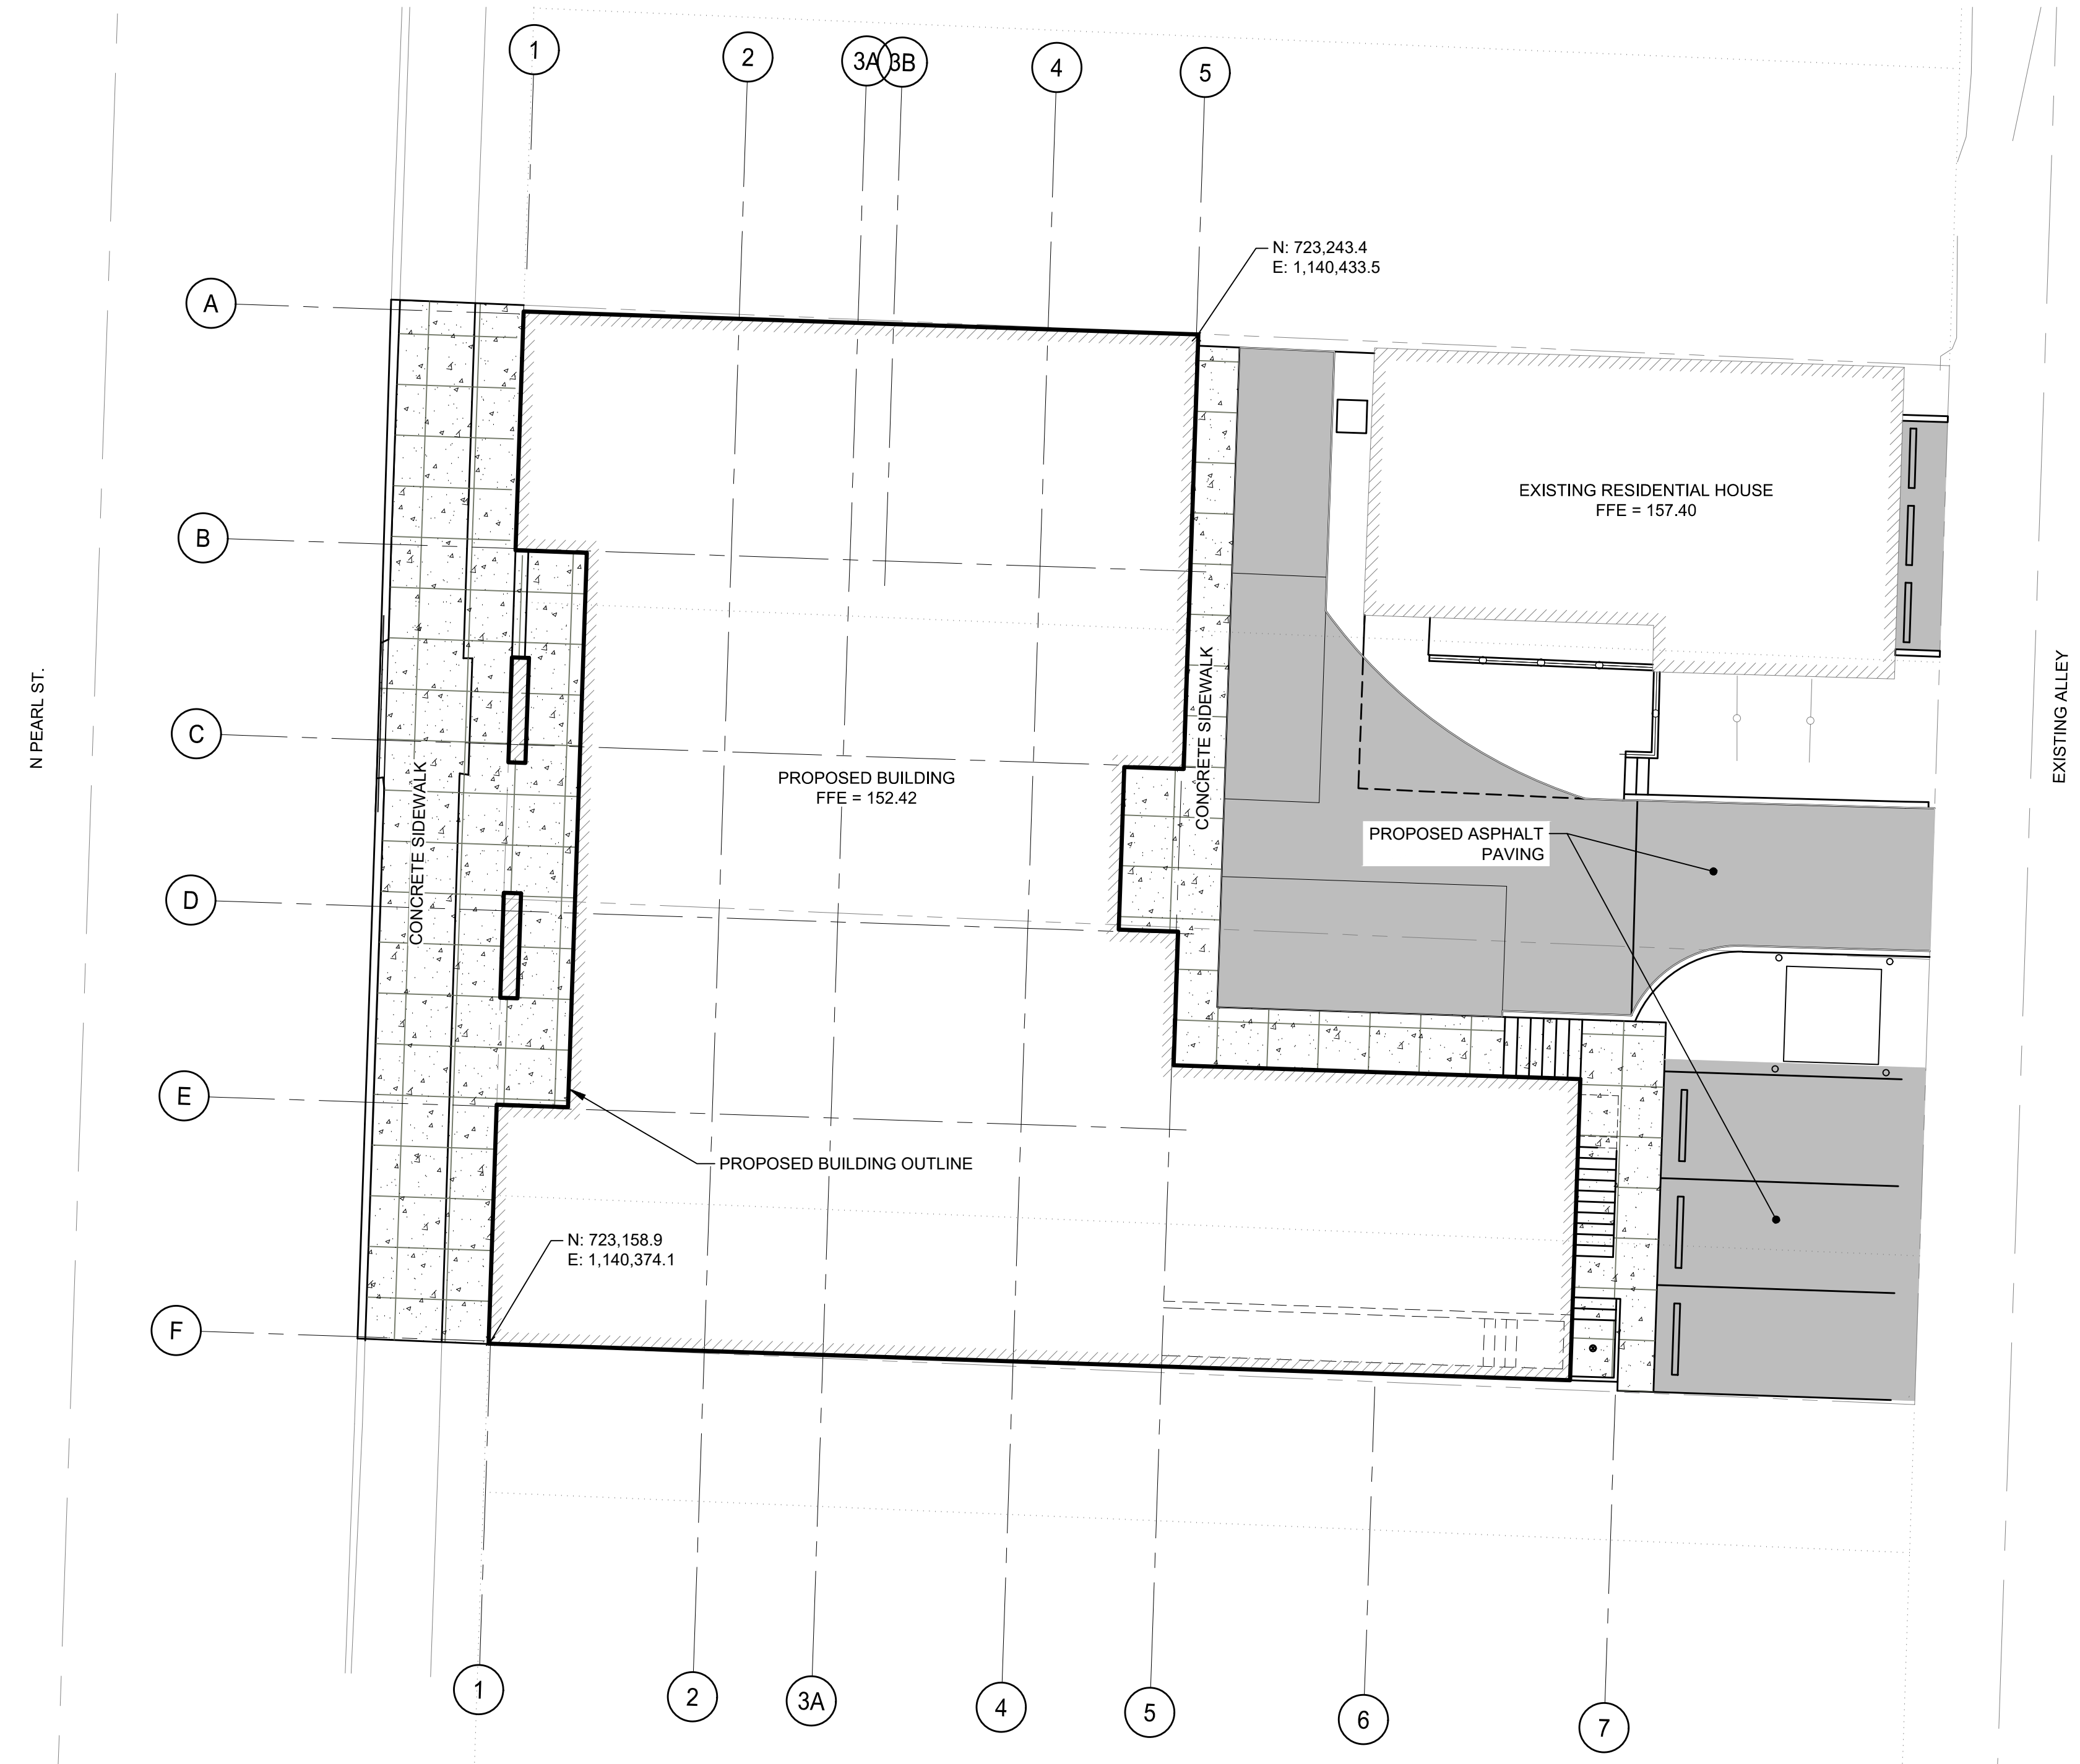 1
2
3A
3B
4
5
N: 723,243.4
E: 1,140,433.5
A
B
C
D
E
F
N PEARL ST.
CONCRETE SIDEWALK
PROPOSED BUILDING
FFE = 152.42
CONCRETE SIDEWALK
EXISTING RESIDENTIAL HOUSE
FFE = 157.40
EXISTING ALLEY
PROPOSED ASPHALT
PAVING
PROPOSED BUILDING OUTLINE
N: 723,158.9
E: 1,140,374.1
1
2
3A
4
5
6
7